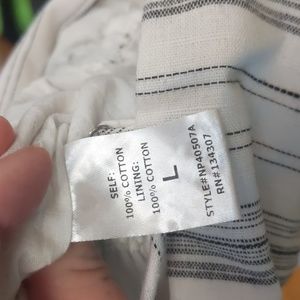 SELF:
100% COTTON
LINING:
100% COTTON
L
STYLE#NP40507A
RN#134307